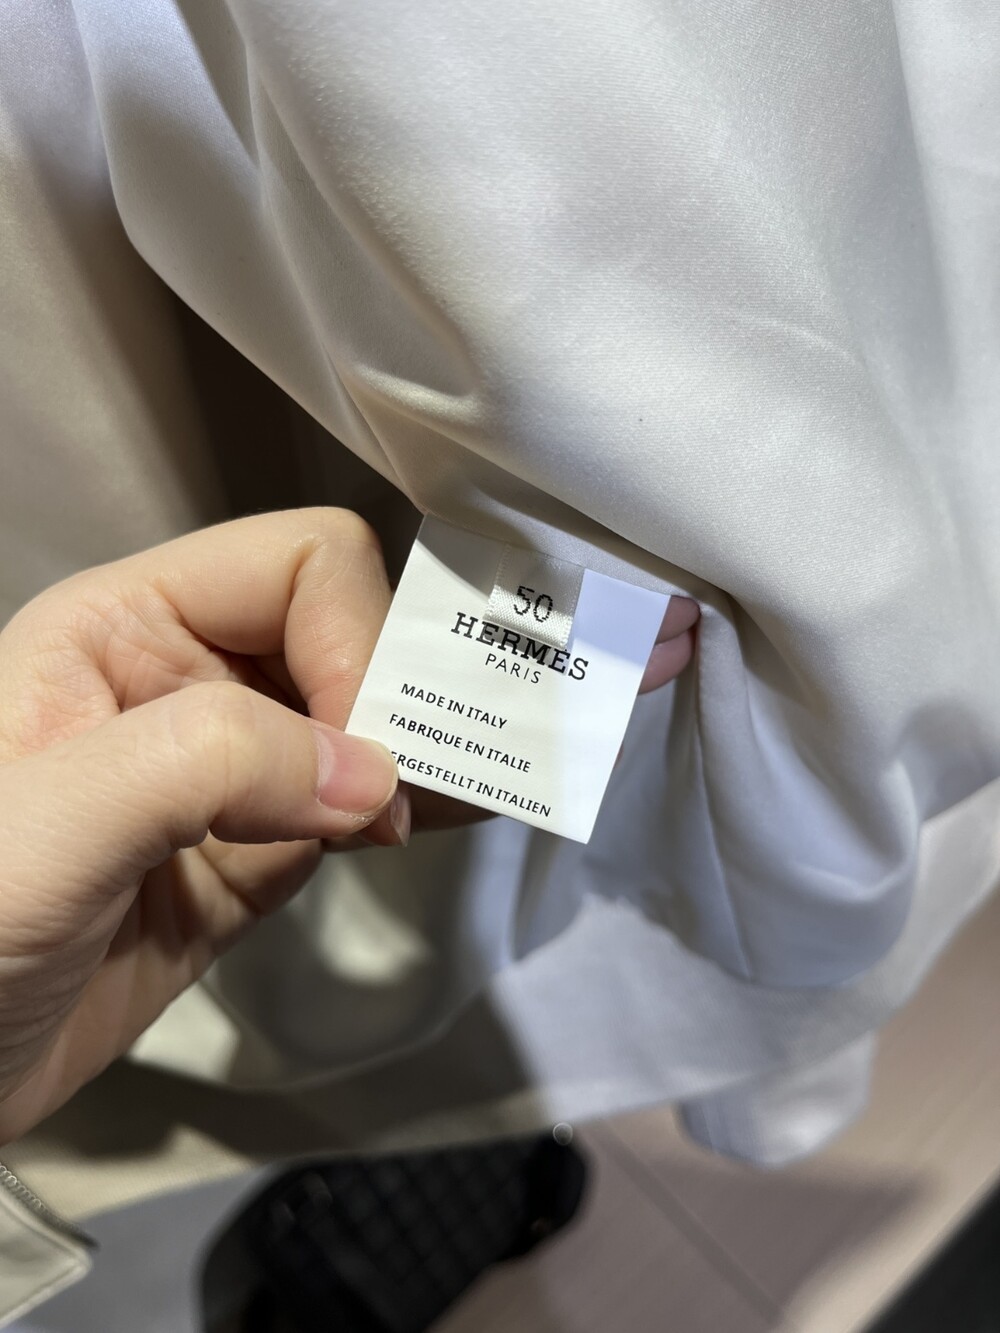 50
HERMES
PARIS
MADE IN ITALY
FABRIQUE EN ITALIE
ERGESTELLT IN ITALIEN